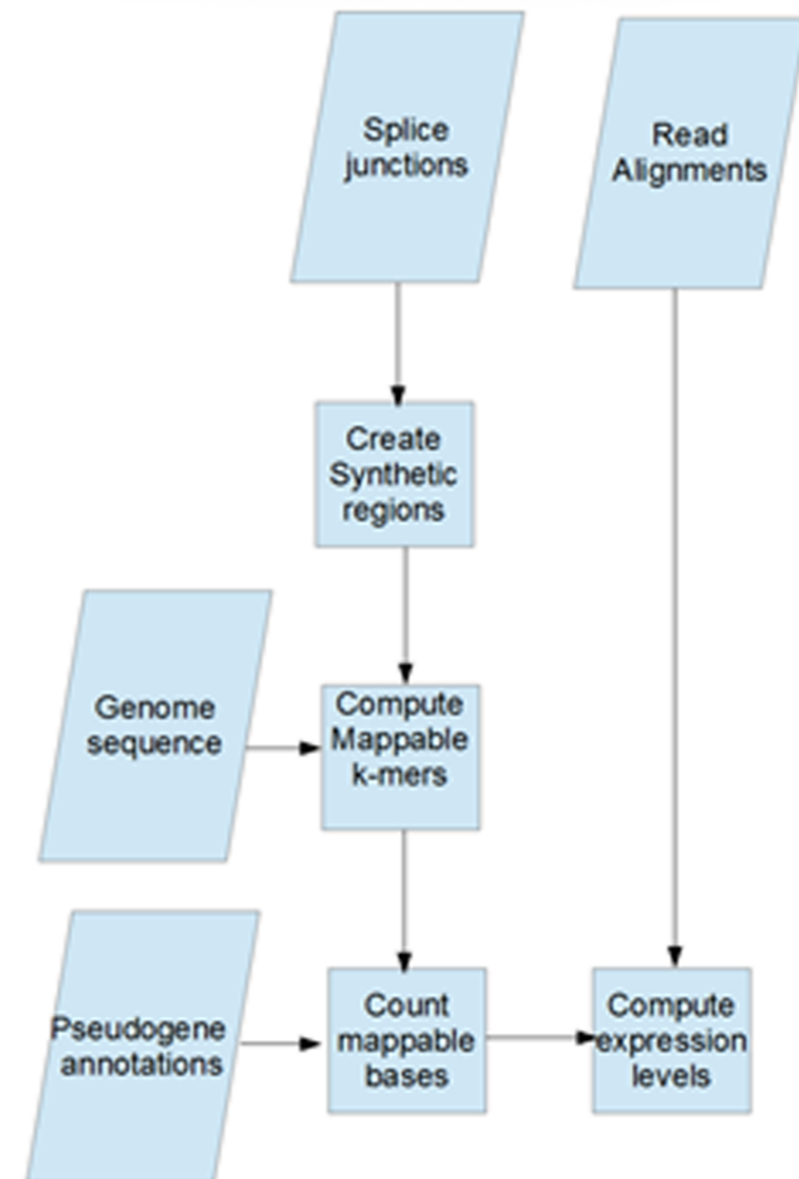 Splice
junctions
Read
Alignments
Create
Synthetic
regions
Genome
sequence
Compute
Mappable
k-mers
Pseudogene
annotations
Count
mappable
bases
Compute
expression
levels